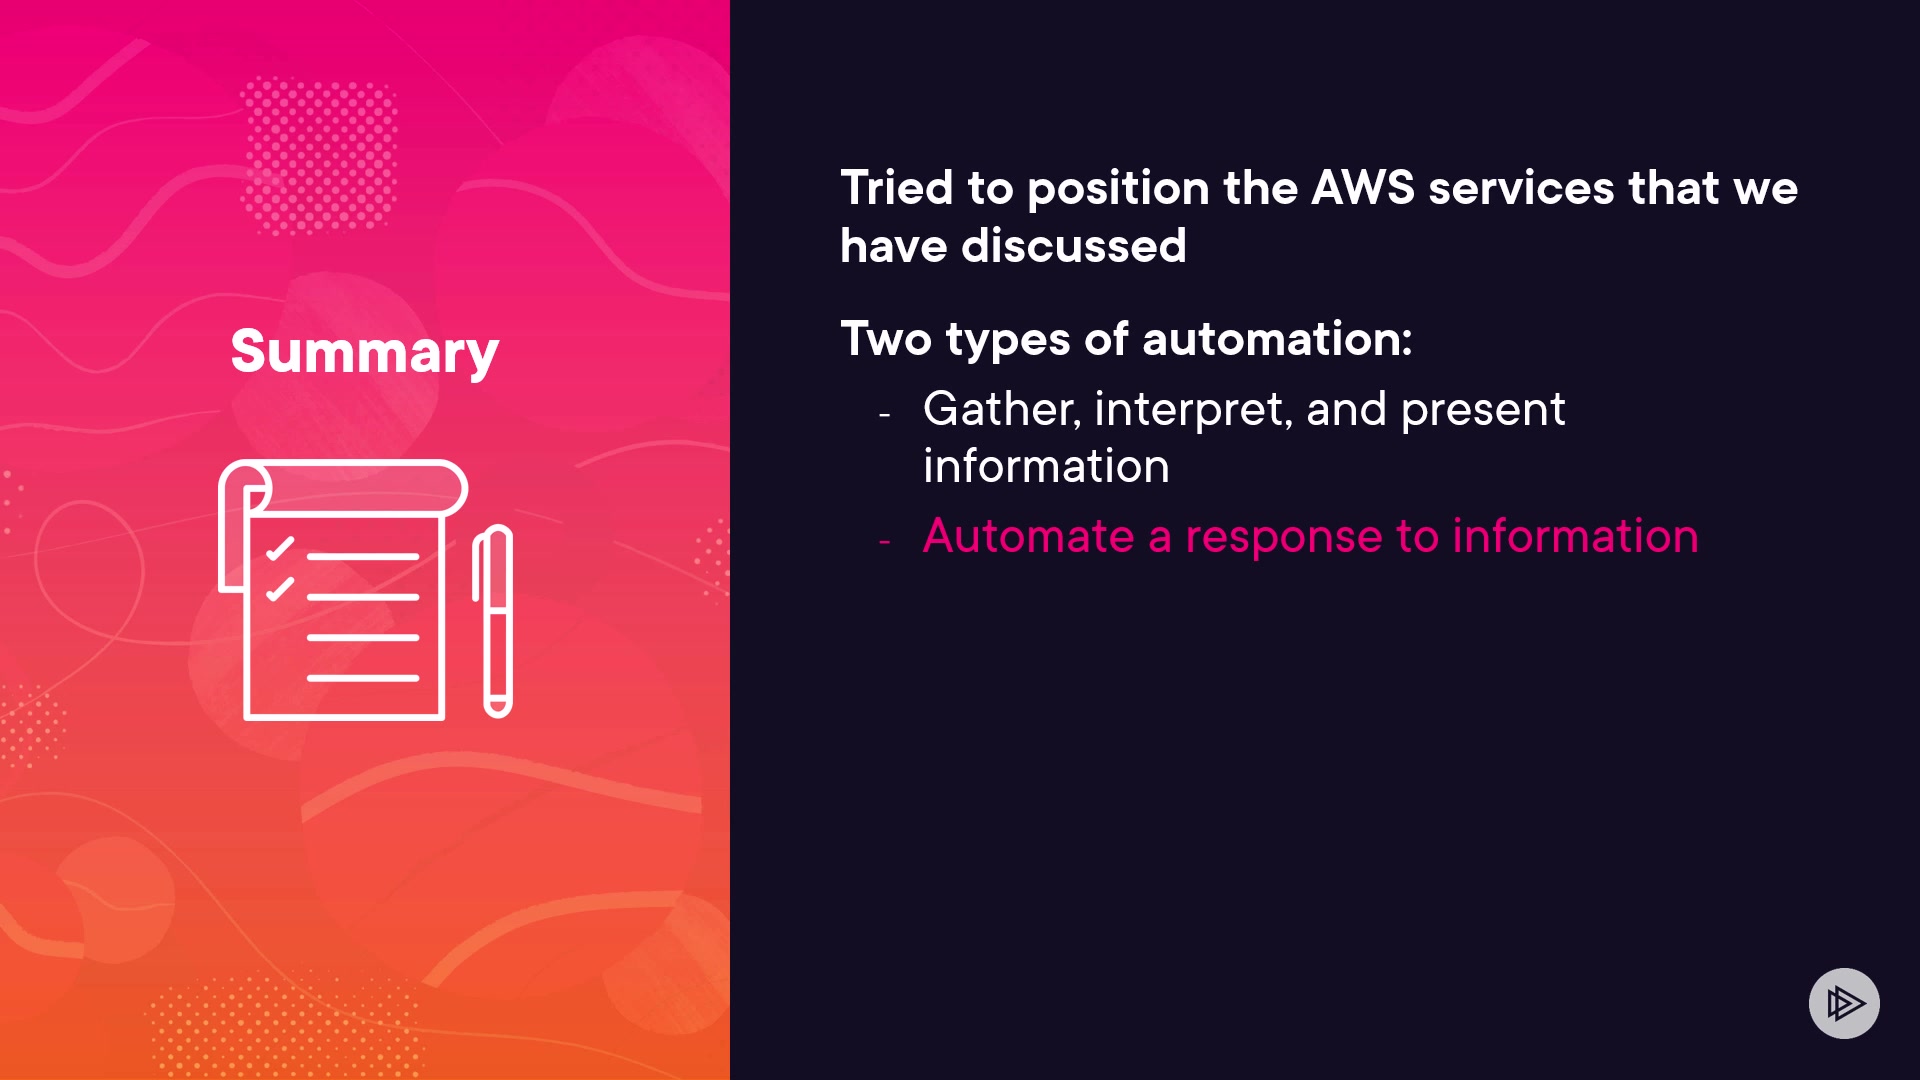 Summary
Tried to position the AWS services that we
have discussed
Two types of automation:
- Gather, interpret, and present
information
- Automate a response to information